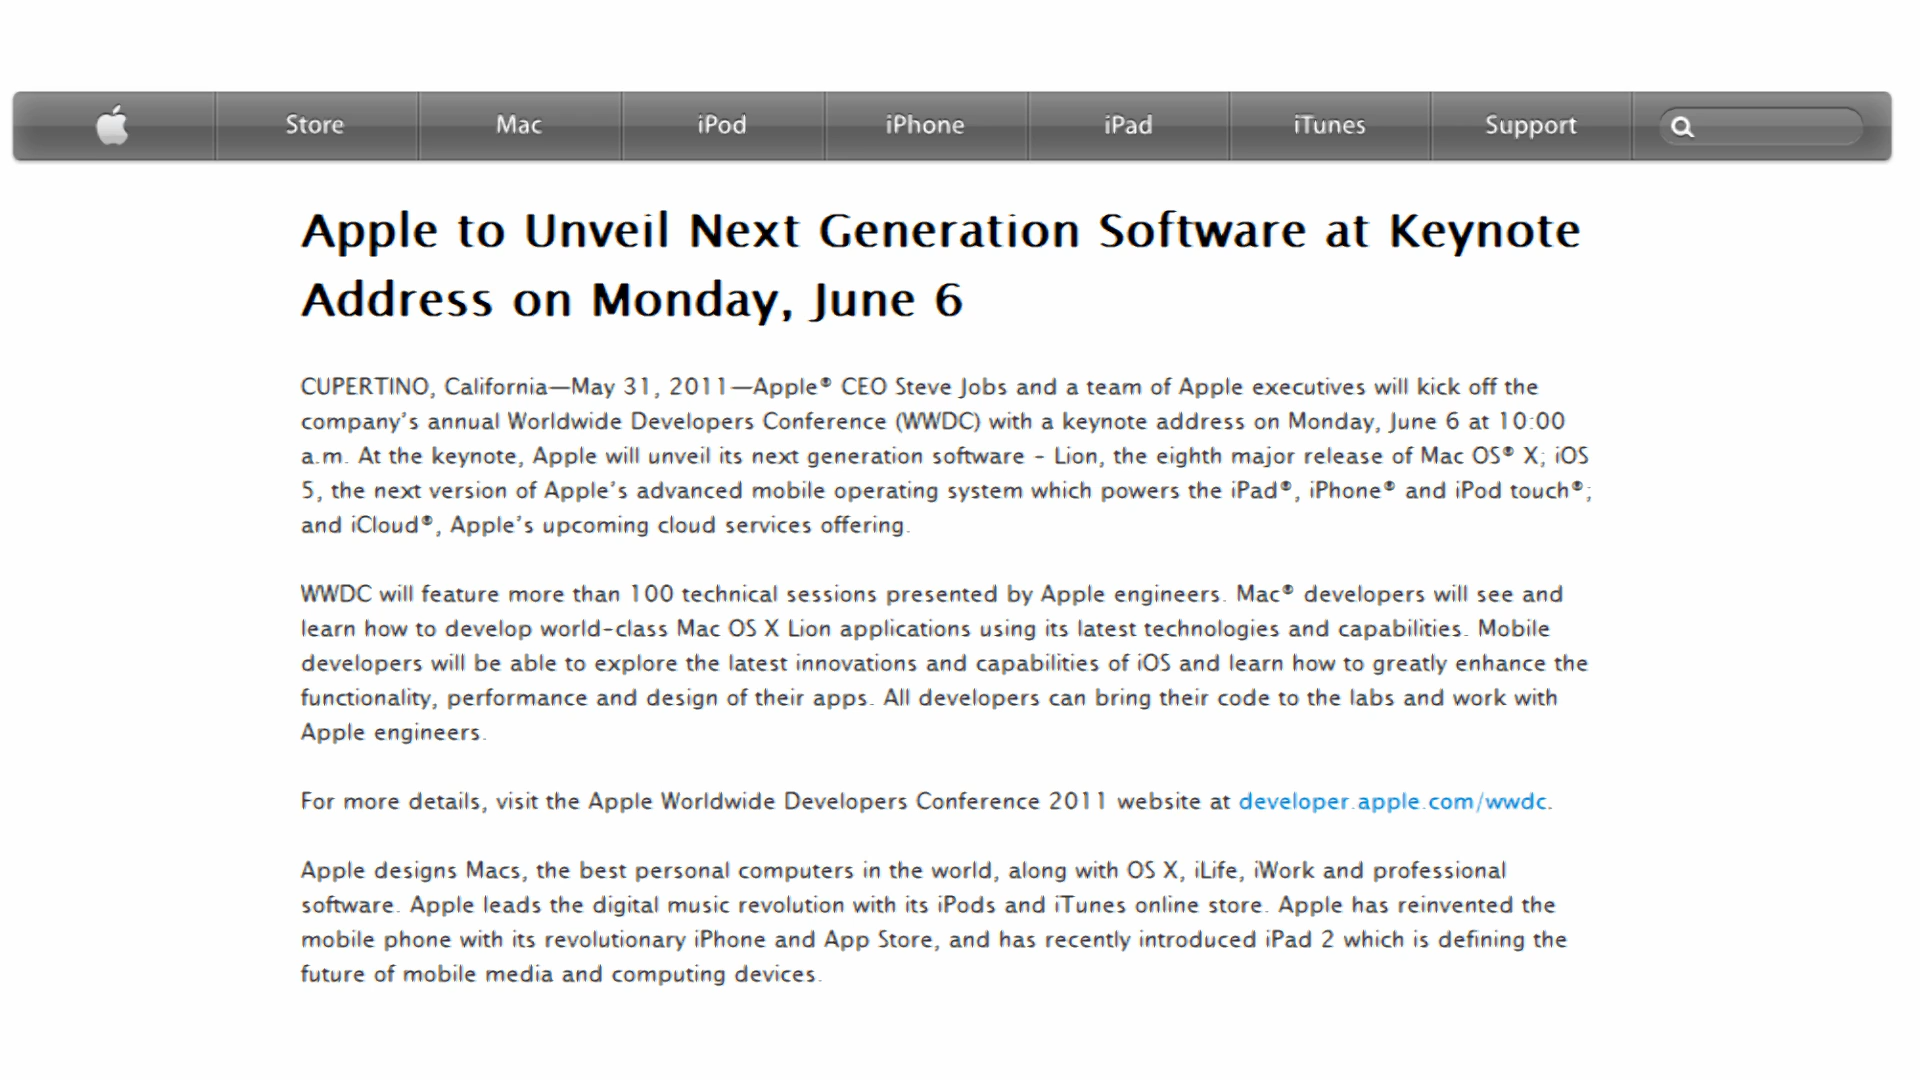 Store Mac iPod iPhone iPad iTunes Support
Apple to Unveil Next Generation Software at Keynote
Address on Monday, June 6
CUPERTINO, California—May 31, 2011—Apple® CEO Steve Jobs and a team of Apple executives will kick off the
company’s annual Worldwide Developers Conference (WWDC) with a keynote address on Monday, June 6 at 10:00
a.m. At the keynote, Apple will unveil its next generation software - Lion, the eighth major release of Mac OS® X; iOS
5, the next version of Apple’s advanced mobile operating system which powers the iPad®, iPhone® and iPod touch®;
and iCloud®, Apple’s upcoming cloud services offering.
WWDC will feature more than 100 technical sessions presented by Apple engineers. Mac® developers will see and
learn how to develop world-class Mac OS X Lion applications using its latest technologies and capabilities. Mobile
developers will be able to explore the latest innovations and capabilities of iOS and learn how to greatly enhance the
functionality, performance and design of their apps. All developers can bring their code to the labs and work with
Apple engineers.
For more details, visit the Apple Worldwide Developers Conference 2011 website at developer.apple.com/wwdc.
Apple designs Macs, the best personal computers in the world, along with OS X, iLife, iWork and professional
software. Apple leads the digital music revolution with its iPods and iTunes online store. Apple has reinvented the
mobile phone with its revolutionary iPhone and App Store, and has recently introduced iPad 2 which is defining the
future of mobile media and computing devices.